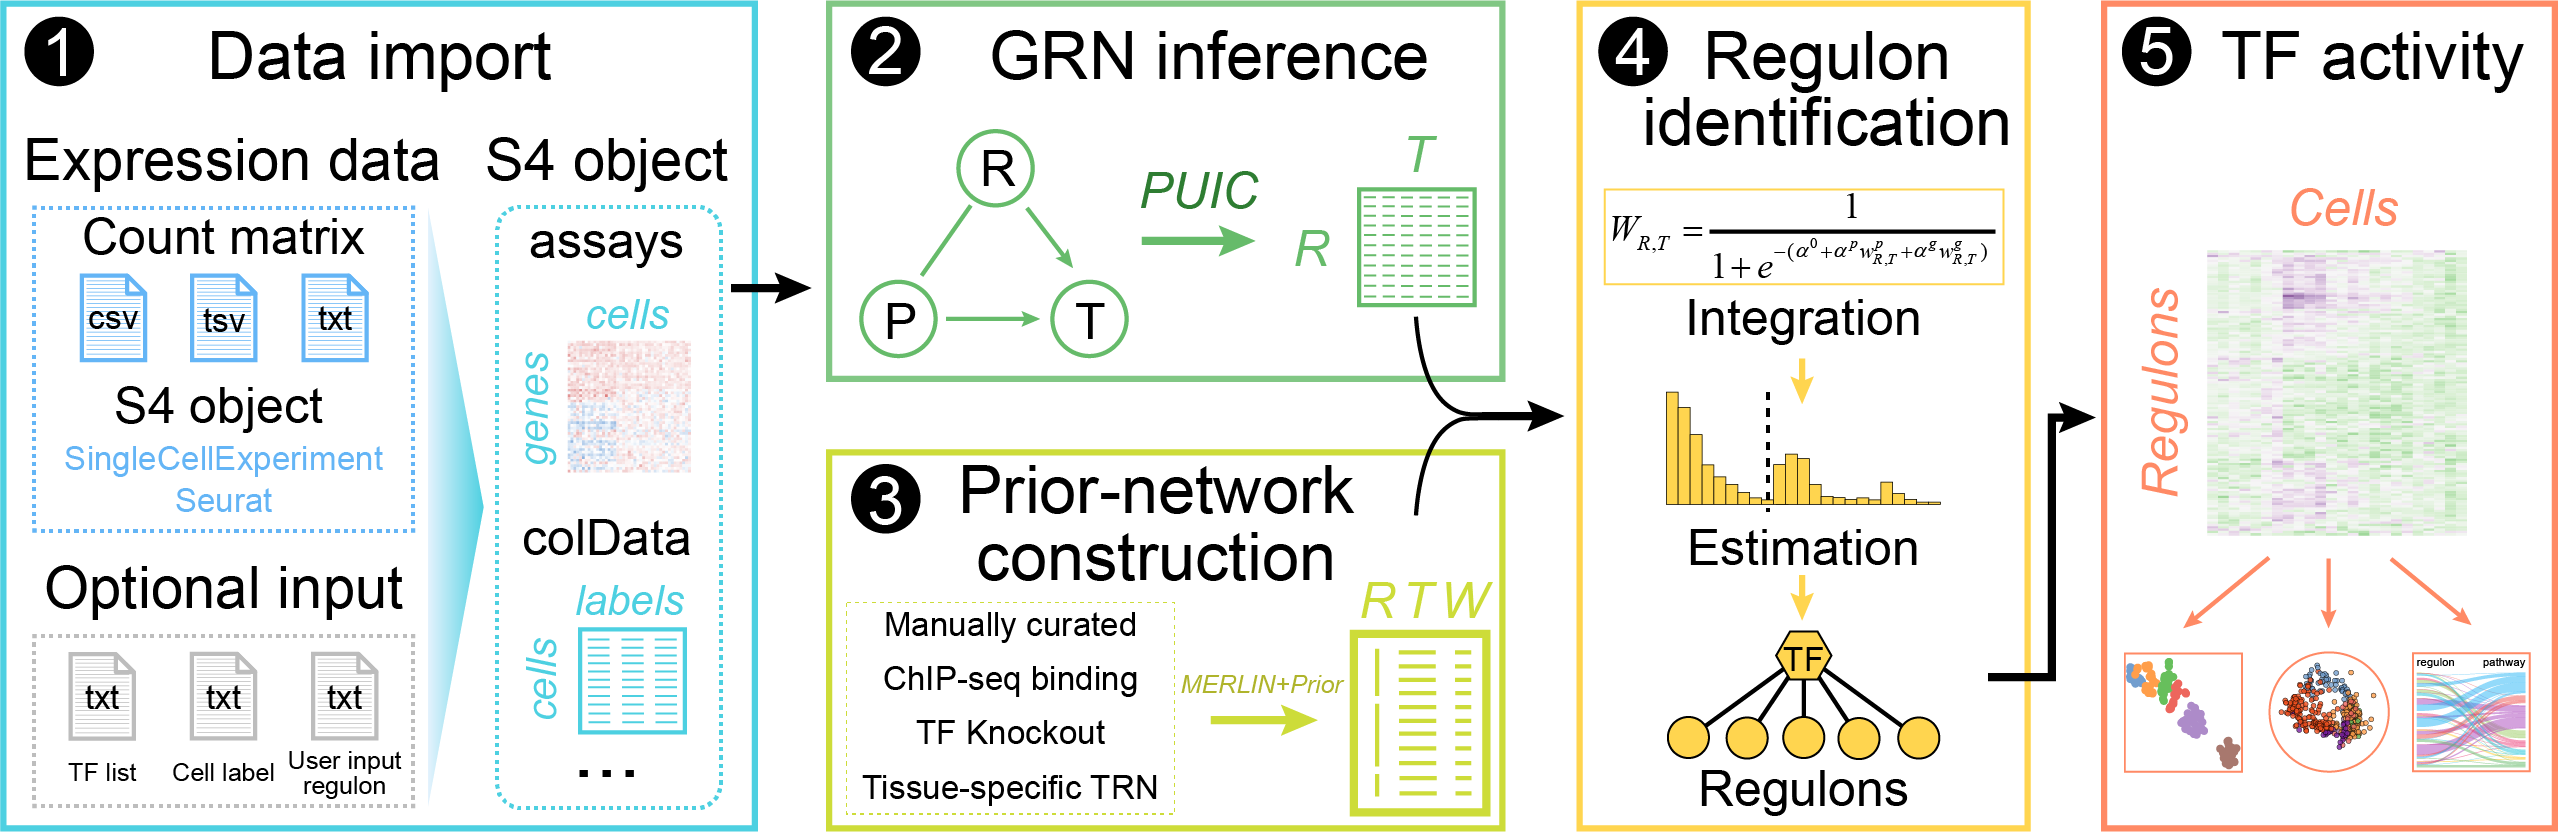 1 Data import
Expression data
Count matrix
csv tsv txt
S4 object
SingleCellExperiment
Seurat
Optional input
txt txt txt
TF list
Cell label
User input
regulon
S4 object
assays
cells
genes
colData
labels
cells
...
2 GRN inference
R
P
T
PUIC
T
R
3 Prior-network
construction
Manually curated
ChIP-seq binding
TF Knockout
Tissue-specific TRN
MERLIN+Prior
R T W
4 Regulon
identification
W_{R,T} = \frac{1}{1+e^{-(\alpha^0+\alpha^p w^p_{R,T}+\alpha^g w^g_{R,T})}}
Integration
Estimation
TF
Regulons
5 TF activity
Cells
Regulons
regulon pathway